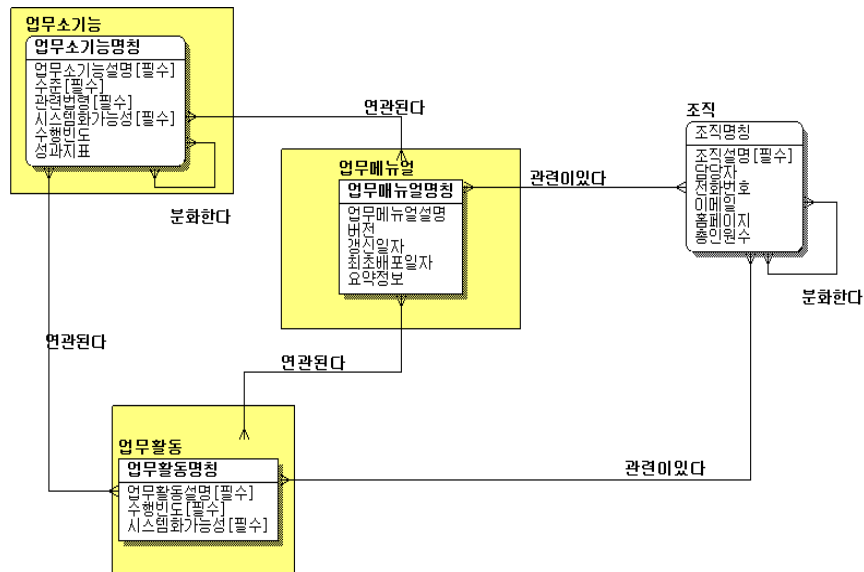 업무소기능
업무소기능명칭
업무소기능설명[필수]
수준[필수]
관련법령[필수]
시스템화가능성[필수]
수행빈도
성과지표
분화한다
연관된다
업무메뉴얼
업무메뉴얼명칭
업무메뉴얼설명
버전
갱신일자
최초배포일자
요약정보
관련이있다
조직
조직명칭
조직설명[필수]
담당자
전화번호
이메일
홈페이지
총인원수
분화한다
연관된다
연관된다
업무활동
업무활동명칭
업무활동설명[필수]
수행빈도[필수]
시스템화가능성[필수]
관련이있다